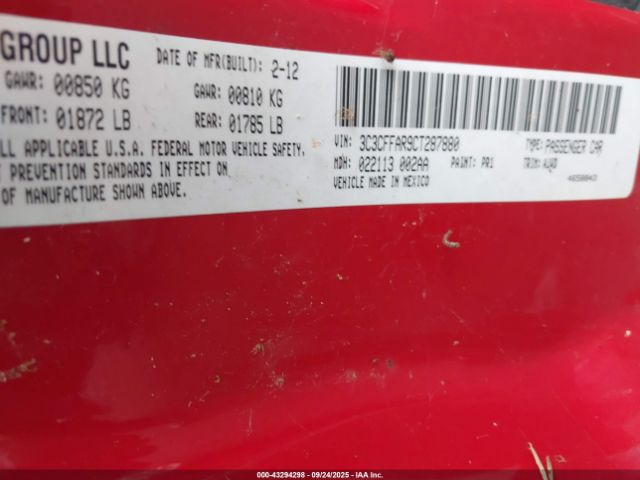 GROUP LLC
DATE OF MFR(BUILT): 2-12
GAWR: 00850 KG
GAWR: 00810 KG
FRONT: 01872 LB
REAR: 01785 LB
LL APPLICABLE U.S.A. FEDERAL MOTOR VEHICLE SAFETY,
T PREVENTION STANDARDS IN EFFECT ON
MANUFACTURE SHOWN ABOVE.
VIN: 3C3CFFAR9CT287880
TYPE: PASSENGER CAR
MDH: 022113 002AA
PAINT: PR1
TRIM: AUXD
VEHICLE MADE IN MEXICO
000-43294298 - 09/24/2025 - IAA Inc.